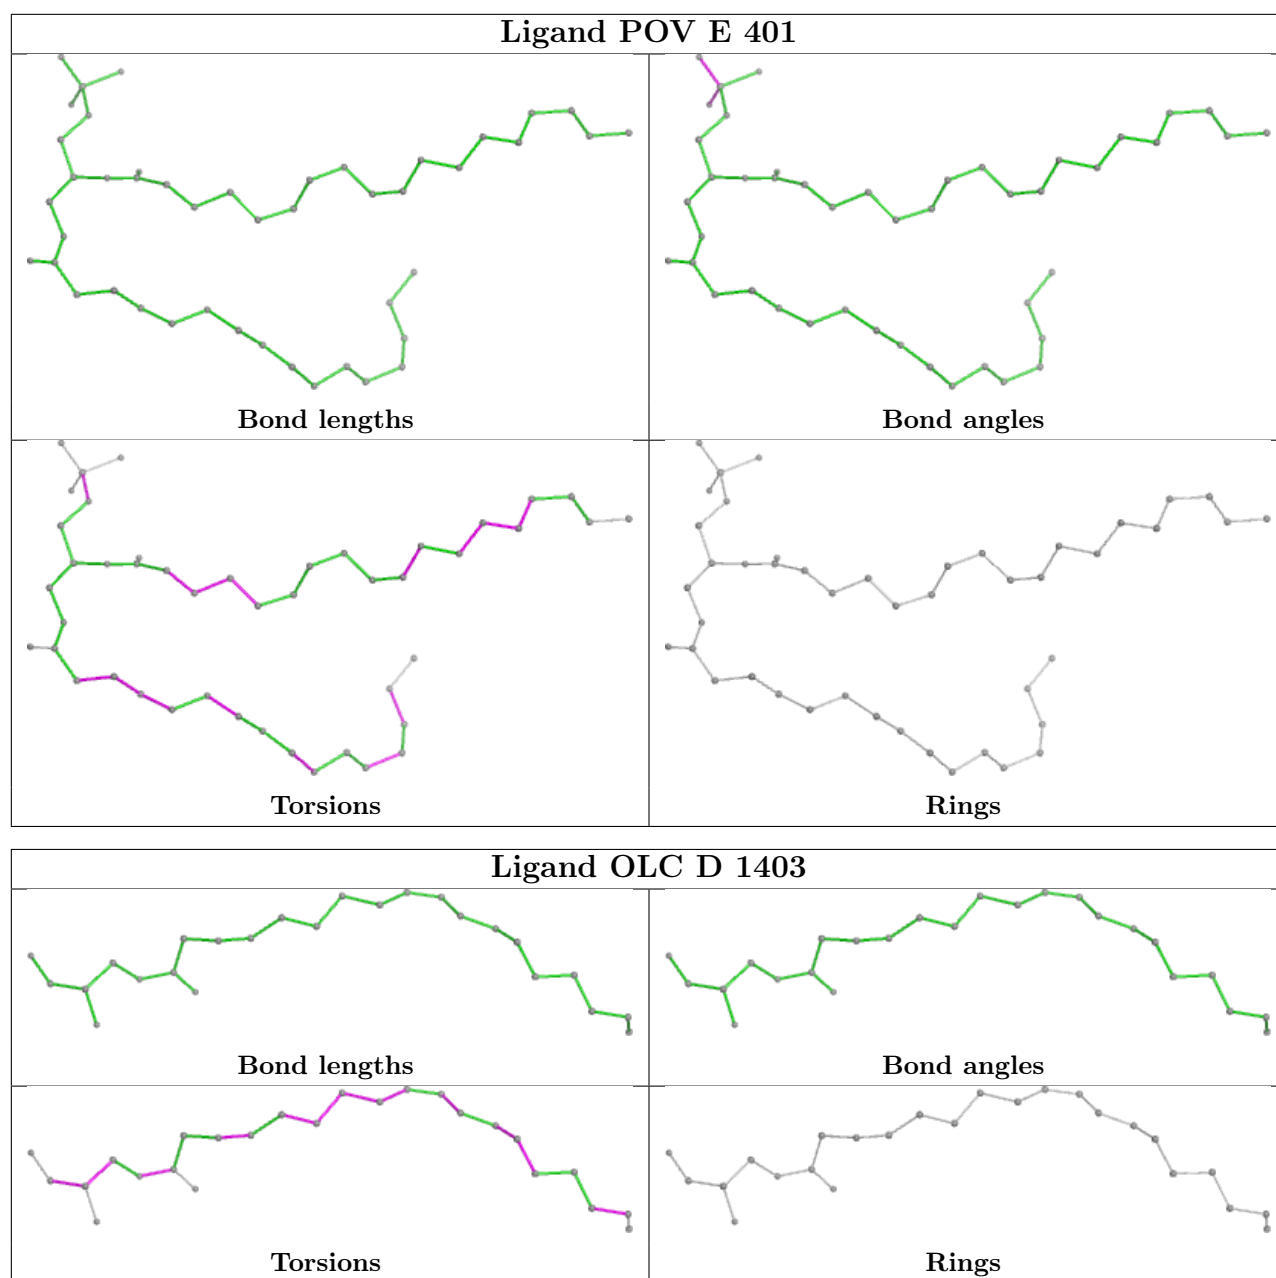 Ligand POV E 401
Bond lengths
Bond angles
Torsions
Rings
Ligand OLC D 1403
Bond lengths
Bond angles
Torsions
Rings